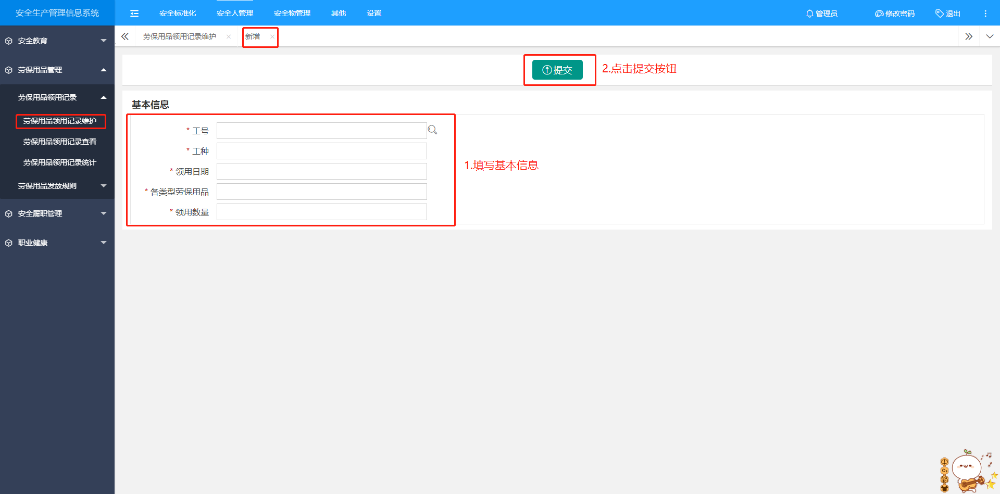 安全生产管理信息系统
安全标准化 安全人管理 安全物管理 其他 设置
管理员 修改密码 退出
安全教育
劳保用品管理
劳保用品领用记录
劳保用品领用记录维护
劳保用品领用记录查看
劳保用品领用记录统计
劳保用品发放规则
安全履职管理
职业健康
劳保用品领用记录维护 × 新增 ×
提交
2.点击提交按钮
基本信息
* 工号
* 工种
* 领用日期
* 各类型劳保用品
* 领用数量
1.填写基本信息
中
简